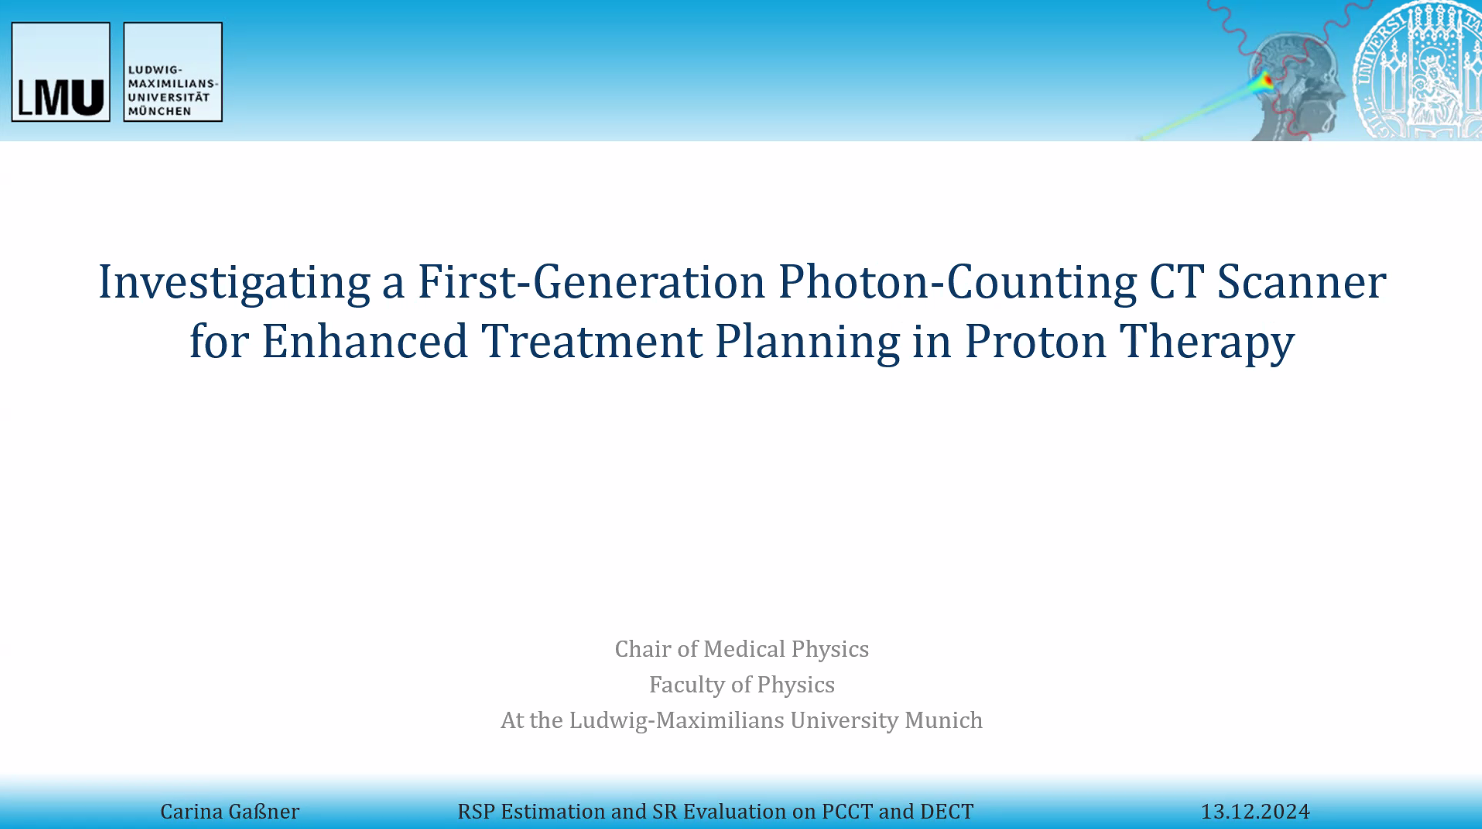 LMU
LUDWIG-
MAXIMILIANS-
UNIVERSITÄT
MÜNCHEN
Investigating a First-Generation Photon-Counting CT Scanner
for Enhanced Treatment Planning in Proton Therapy
Chair of Medical Physics
Faculty of Physics
At the Ludwig-Maximilians University Munich
Carina Gaßner
RSP Estimation and SR Evaluation on PCCT and DECT
13.12.2024